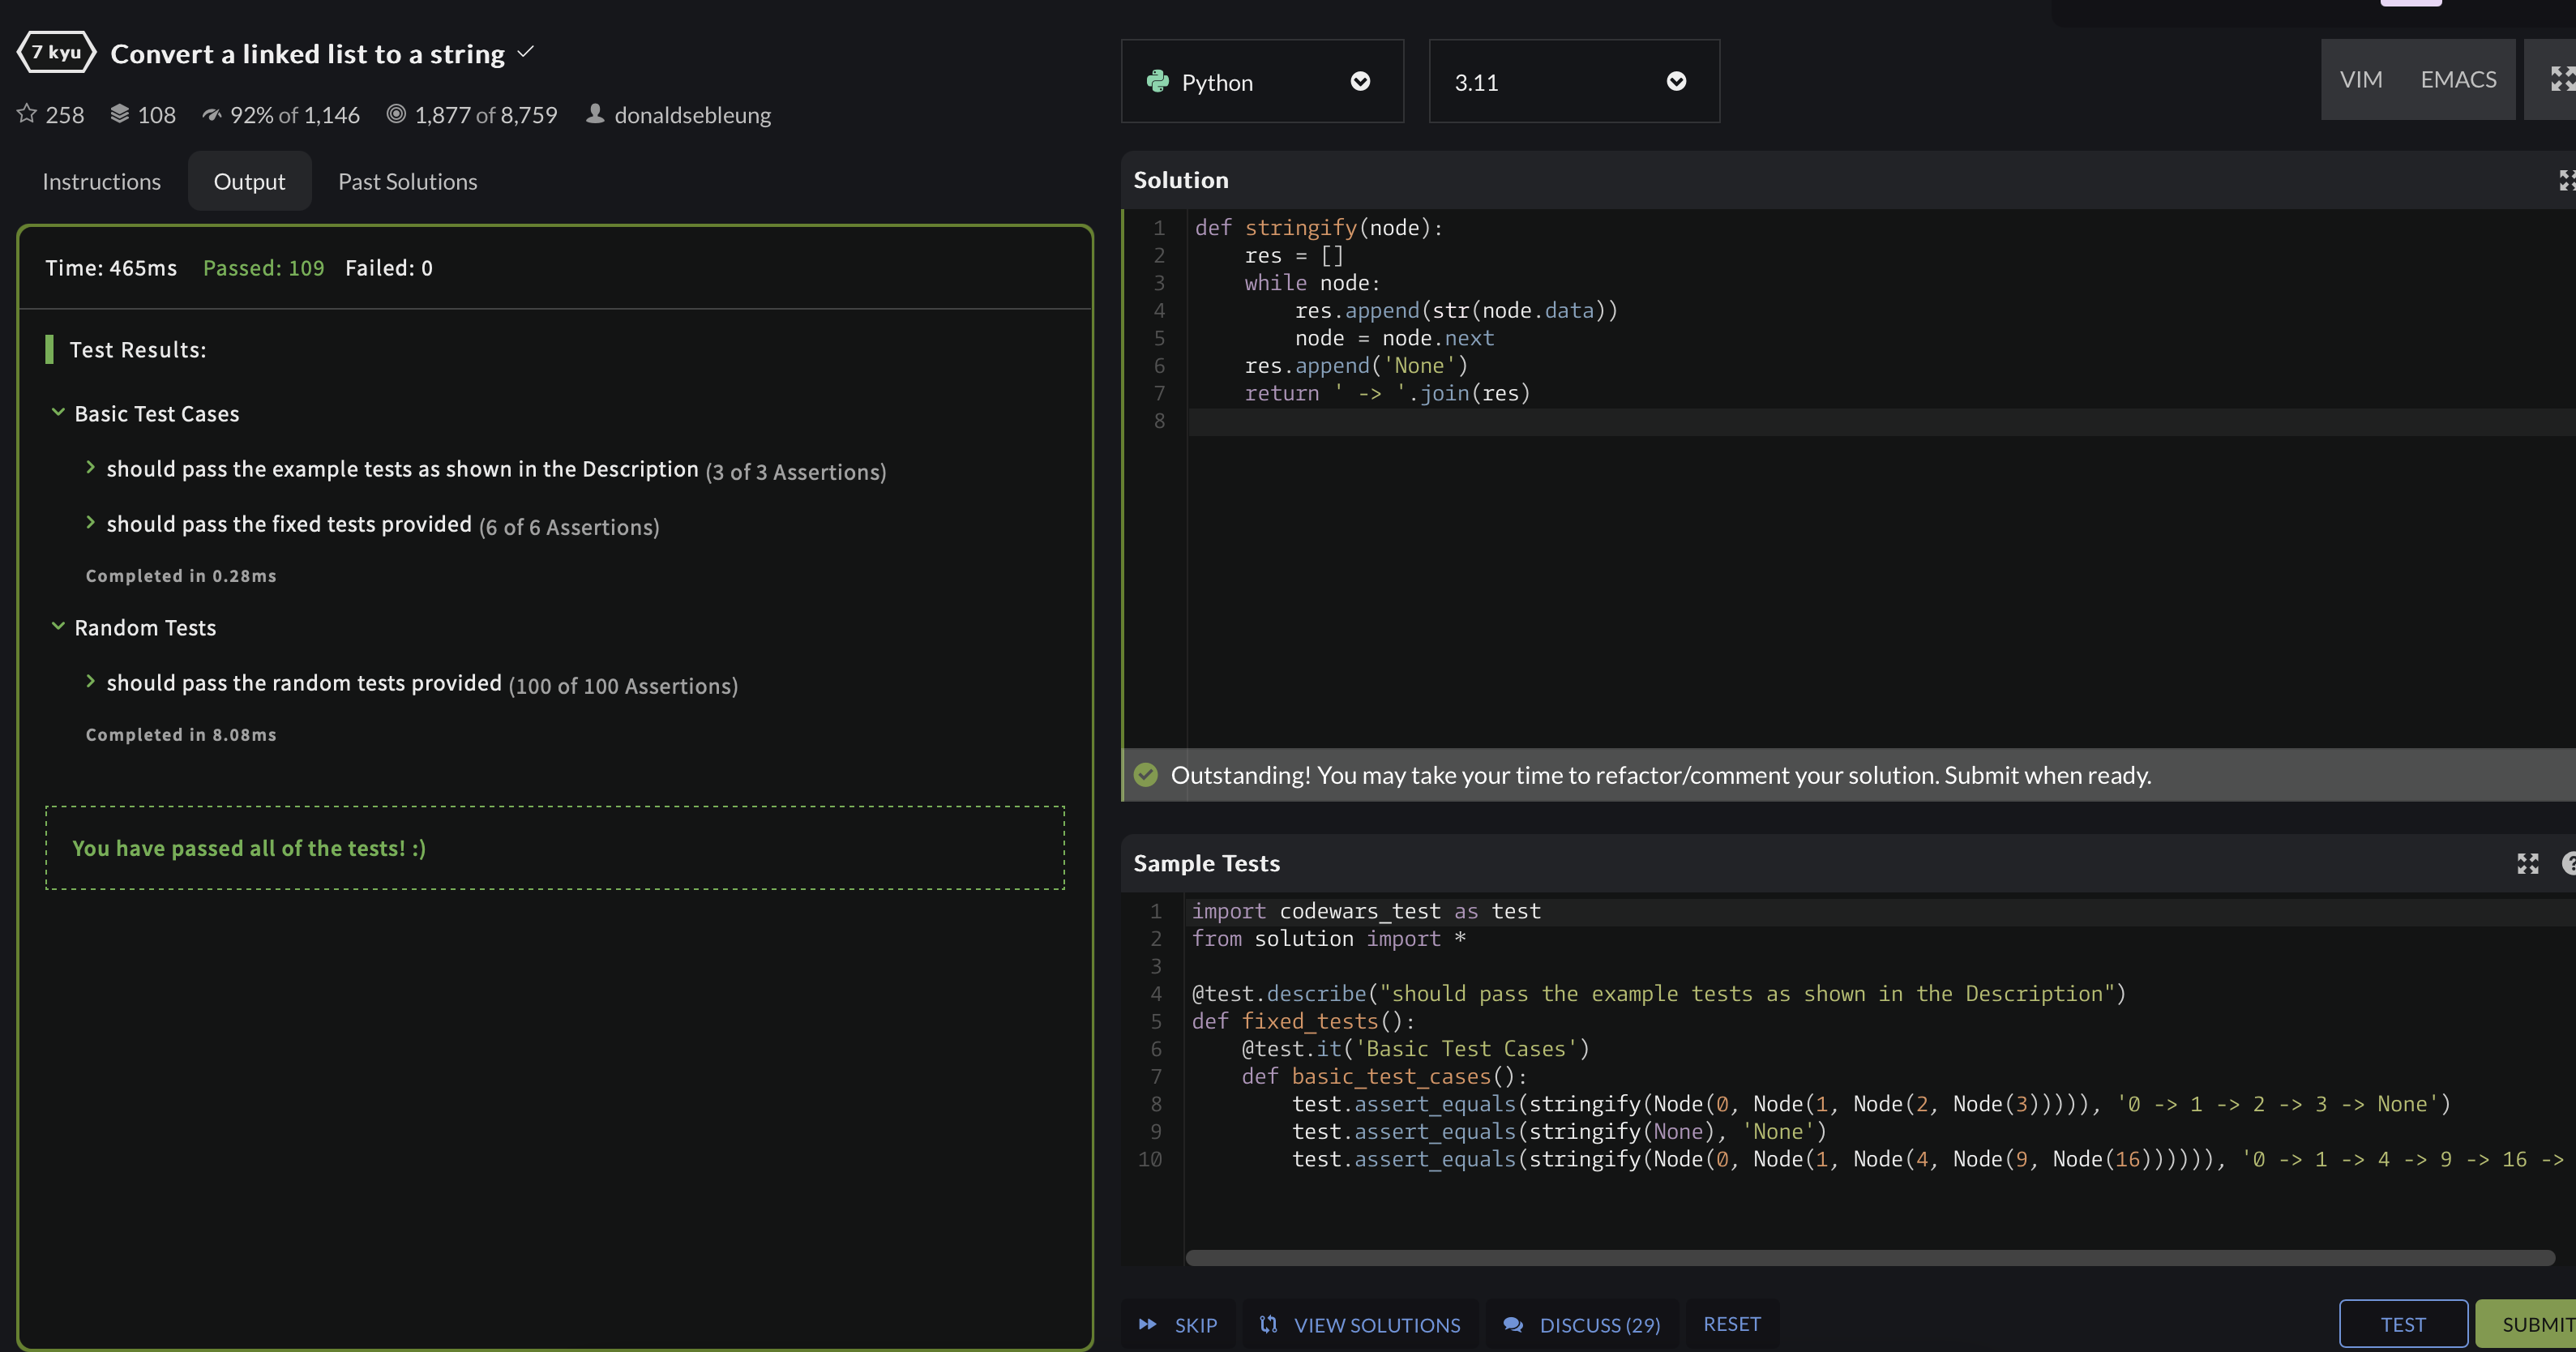 7 kyu Convert a linked list to a string
258 108 92% of 1,146 1,877 of 8,759 donaldsebleung
Instructions Output Past Solutions
Time: 465ms Passed: 109 Failed: 0
Test Results:
Basic Test Cases
should pass the example tests as shown in the Description (3 of 3 Assertions)
should pass the fixed tests provided (6 of 6 Assertions)
Completed in 0.28ms
Random Tests
should pass the random tests provided (100 of 100 Assertions)
Completed in 8.08ms
You have passed all of the tests! :)
Python 3.11 VIM EMACS
Solution
1 def stringify(node):
2     res = []
3     while node:
4         res.append(str(node.data))
5         node = node.next
6     res.append('None')
7     return ' -> '.join(res)
8
Outstanding! You may take your time to refactor/comment your solution. Submit when ready.
Sample Tests
1 import codewars_test as test
2 from solution import *
3
4 @test.describe("should pass the example tests as shown in the Description")
5 def fixed_tests():
6     @test.it('Basic Test Cases')
7     def basic_test_cases():
8         test.assert_equals(stringify(Node(0, Node(1, Node(2, Node(3))))), '0 -> 1 -> 2 -> 3 -> None')
9         test.assert_equals(stringify(None), 'None')
10         test.assert_equals(stringify(Node(0, Node(1, Node(4, Node(9, Node(16)))))), '0 -> 1 -> 4 -> 9 -> 16 ->
SKIP VIEW SOLUTIONS DISCUSS (29) RESET TEST SUBMIT